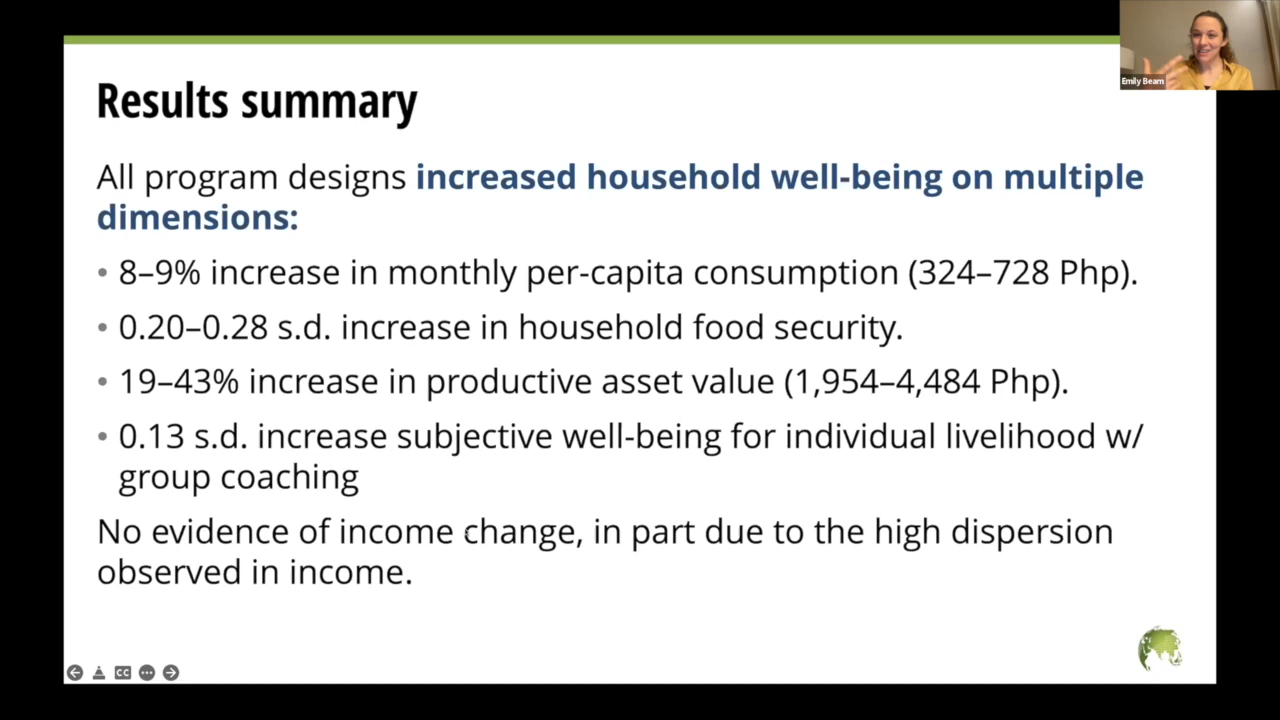 Emily Beam
Results summary
All program designs increased household well-being on multiple
dimensions:
• 8–9% increase in monthly per-capita consumption (324–728 Php).
• 0.20–0.28 s.d. increase in household food security.
• 19–43% increase in productive asset value (1,954–4,484 Php).
• 0.13 s.d. increase subjective well-being for individual livelihood w/
group coaching
No evidence of income change, in part due to the high dispersion
observed in income.
CC